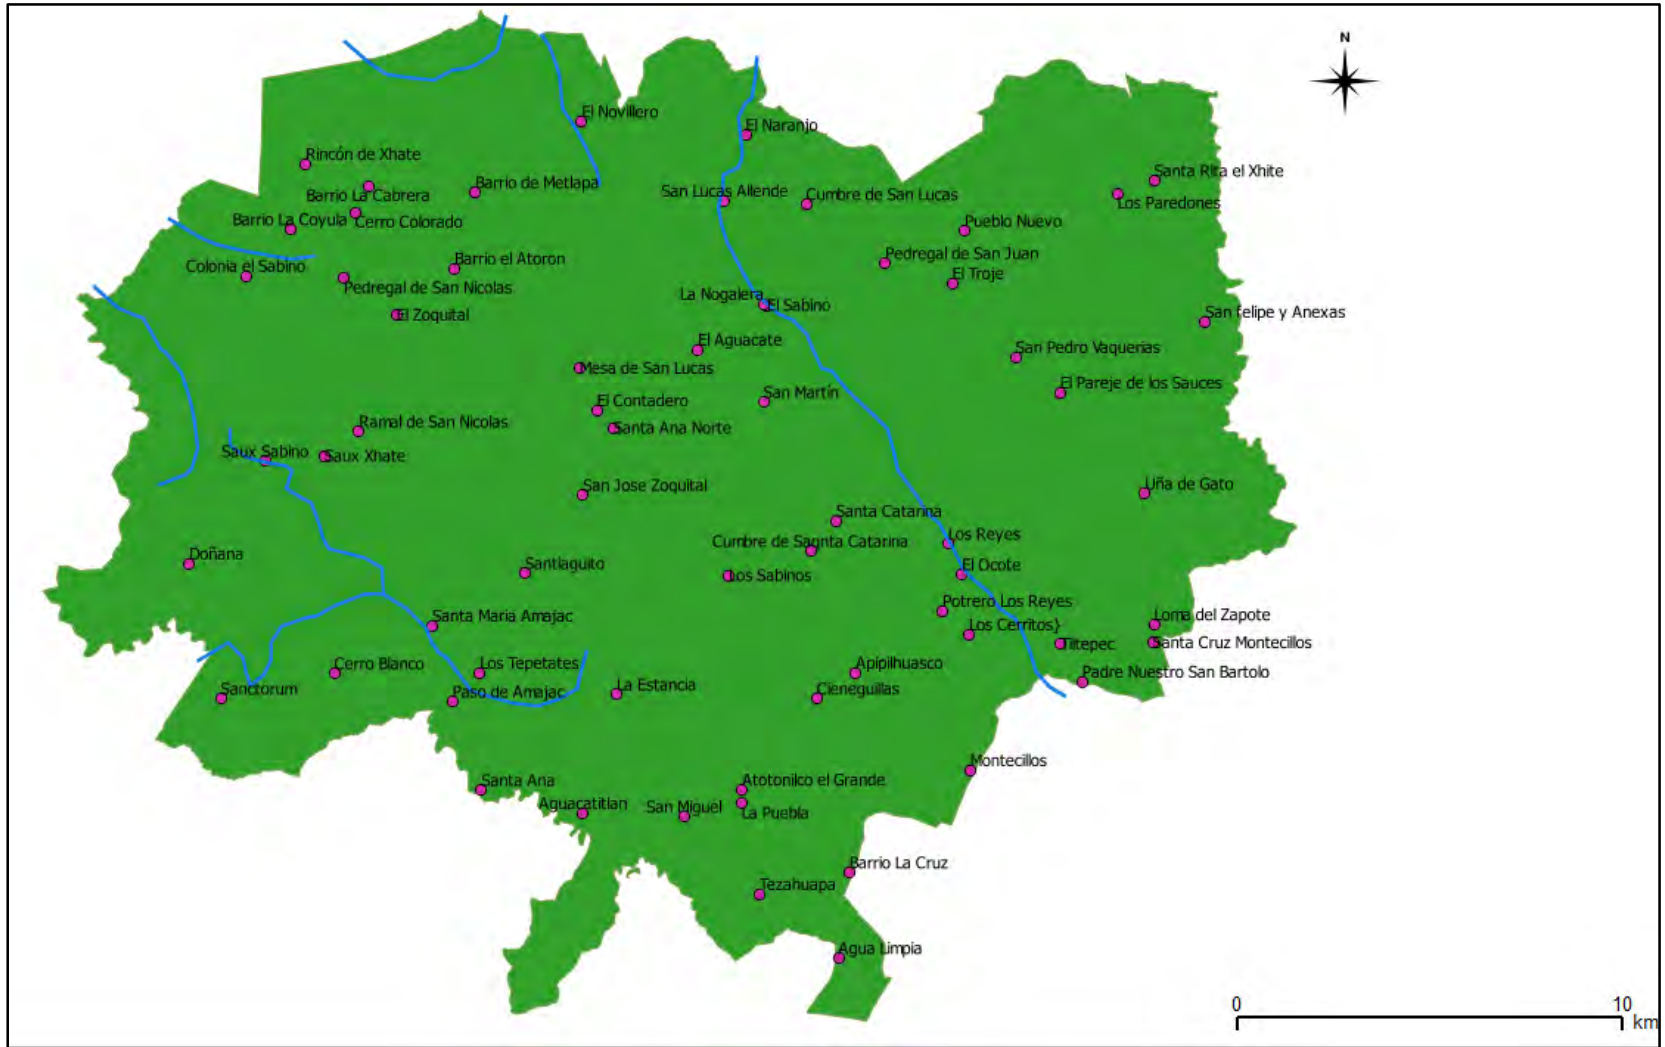 N
El Novillero
El Naranjo
Rincón de Xhate
Santa Rita el Xhite
Barrio La Cabrera
Barrio de Metlapa
San Lucas Allende
Cumbre de San Lucas
Los Paredones
Barrio La Coyula
Cerro Colorado
Pueblo Nuevo
Colonia el Sabino
Barrio el Atoron
Pedregal de San Juan
Pedregal de San Nicolas
El Troje
La Nogalera
El Sabino
El Zoquital
San felipe y Anexas
El Aguacate
San Pedro Vaquerias
Mesa de San Lucas
El Pareje de los Sauces
San Martín
El Contadero
Ramal de San Nicolas
Santa Ana Norte
Saux Sabino
Saux Xhate
San Jose Zoquital
Uña de Gato
Santa Catarina
Los Reyes
Cumbre de Sannta Catarina
Doñana
Santiaguito
Los Sabinos
El Ocote
Potrero Los Reyes
Santa Maria Amajac
Los Cerritos}
Loma del Zapote
Tiltepec
Santa Cruz Montecillos
Cerro Blanco
Los Tepetates
Apipilhuasco
Padre Nuestro San Bartolo
Sanctorum
Paso de Amajac
La Estancia
Cieneguillas
Montecillos
Santa Ana
Atotonilco el Grande
Aguacatitlan
San Miguel
La Puebla
Barrio La Cruz
Tezahuapa
Agua Limpia
0 10
km